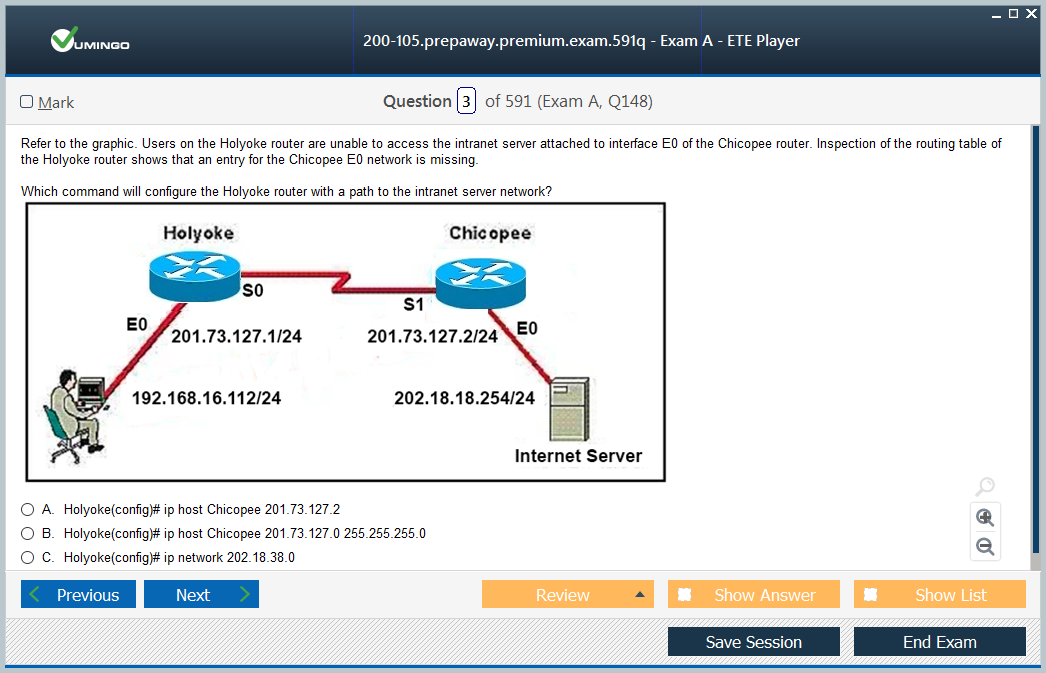 VUMINGO
200-105.prepaway.premium.exam.591q - Exam A - ETE Player
Mark
Question 3 of 591 (Exam A, Q148)
Refer to the graphic. Users on the Holyoke router are unable to access the intranet server attached to interface E0 of the Chicopee router. Inspection of the routing table of
the Holyoke router shows that an entry for the Chicopee E0 network is missing.
Which command will configure the Holyoke router with a path to the intranet server network?
Holyoke Chicopee
S0
S1
E0 E0
201.73.127.1/24 201.73.127.2/24
192.168.16.112/24 202.18.18.254/24
Internet Server
A. Holyoke(config)# ip host Chicopee 201.73.127.2
B. Holyoke(config)# ip host Chicopee 201.73.127.0 255.255.255.0
C. Holyoke(config)# ip network 202.18.38.0
Previous Next Review Show Answer Show List
Save Session End Exam